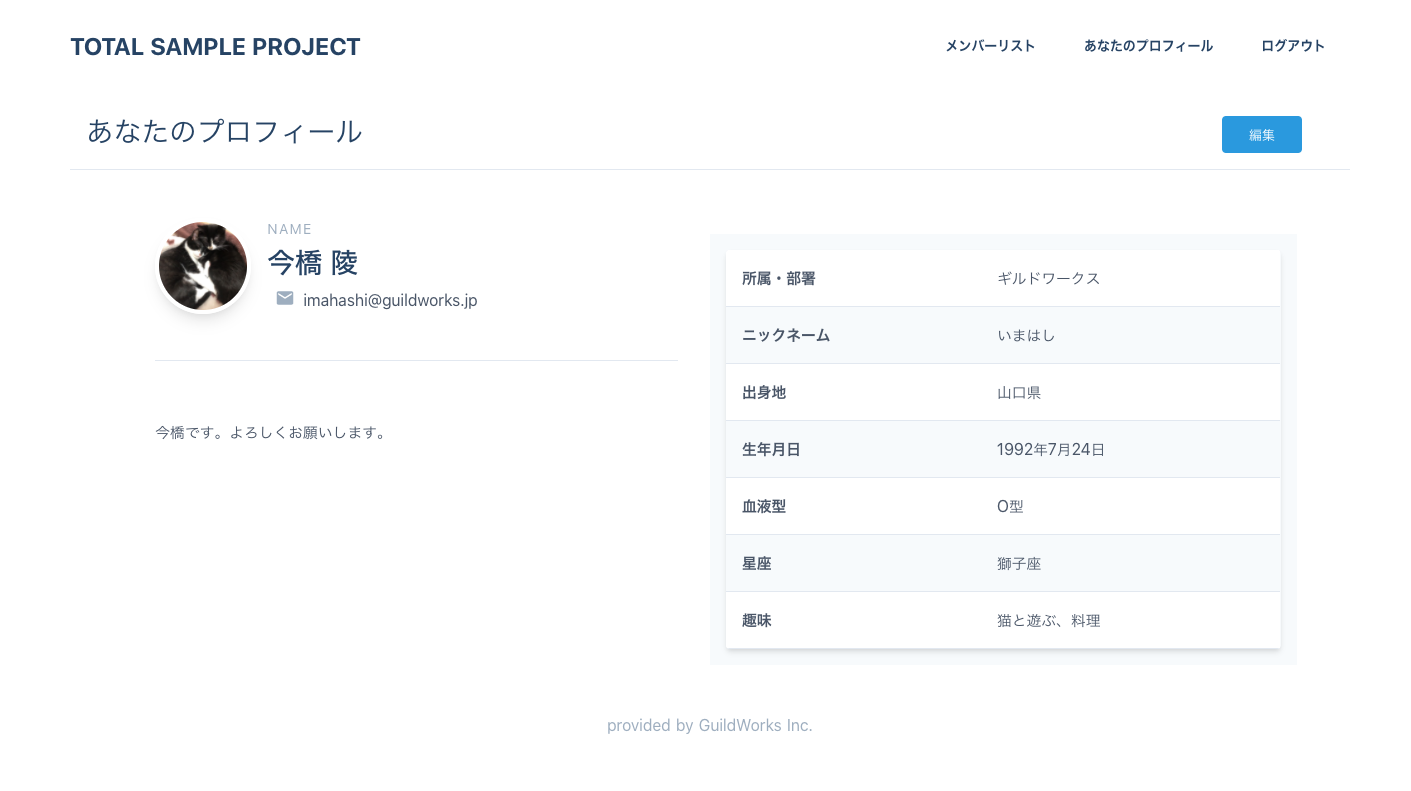 TOTAL SAMPLE PROJECT
メンバーリスト あなたのプロフィール ログアウト
あなたのプロフィール
編集
NAME
今橋 陵
imahashi@guildworks.jp
今橋です。よろしくお願いします。
所属・部署 ギルドワークス
ニックネーム いまはし
出身地 山口県
生年月日 1992年7月24日
血液型 O型
星座 獅子座
趣味 猫と遊ぶ、料理
provided by GuildWorks Inc.